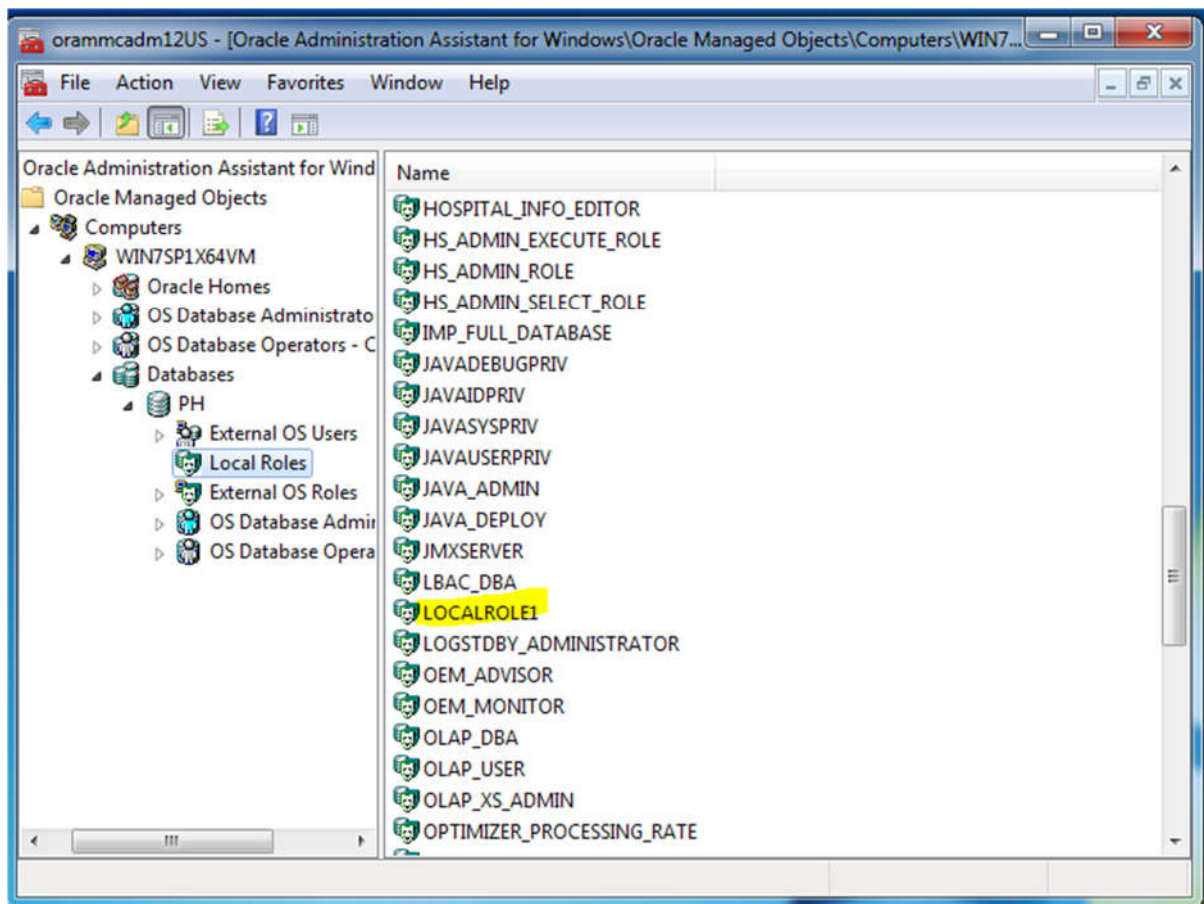 orammcadm12US - [Oracle Administration Assistant for Windows\Oracle Managed Objects\Computers\WIN7...
File Action View Favorites Window Help
Oracle Administration Assistant for Wind
Oracle Managed Objects
Computers
WIN7SP1X64VM
Oracle Homes
OS Database Administrato
OS Database Operators - C
Databases
PH
External OS Users
Local Roles
External OS Roles
OS Database Admin
OS Database Opera
Name
HOSPITAL_INFO_EDITOR
HS_ADMIN_EXECUTE_ROLE
HS_ADMIN_ROLE
HS_ADMIN_SELECT_ROLE
IMP_FULL_DATABASE
JAVADEBUGPRIV
JAVAIDPRIV
JAVASYSPRIV
JAVAUSERPRIV
JAVA_ADMIN
JAVA_DEPLOY
JMXSERVER
LBAC_DBA
LOCALROLE1
LOGSTDBY_ADMINISTRATOR
OEM_ADVISOR
OEM_MONITOR
OLAP_DBA
OLAP_USER
OLAP_XS_ADMIN
OPTIMIZER_PROCESSING_RATE